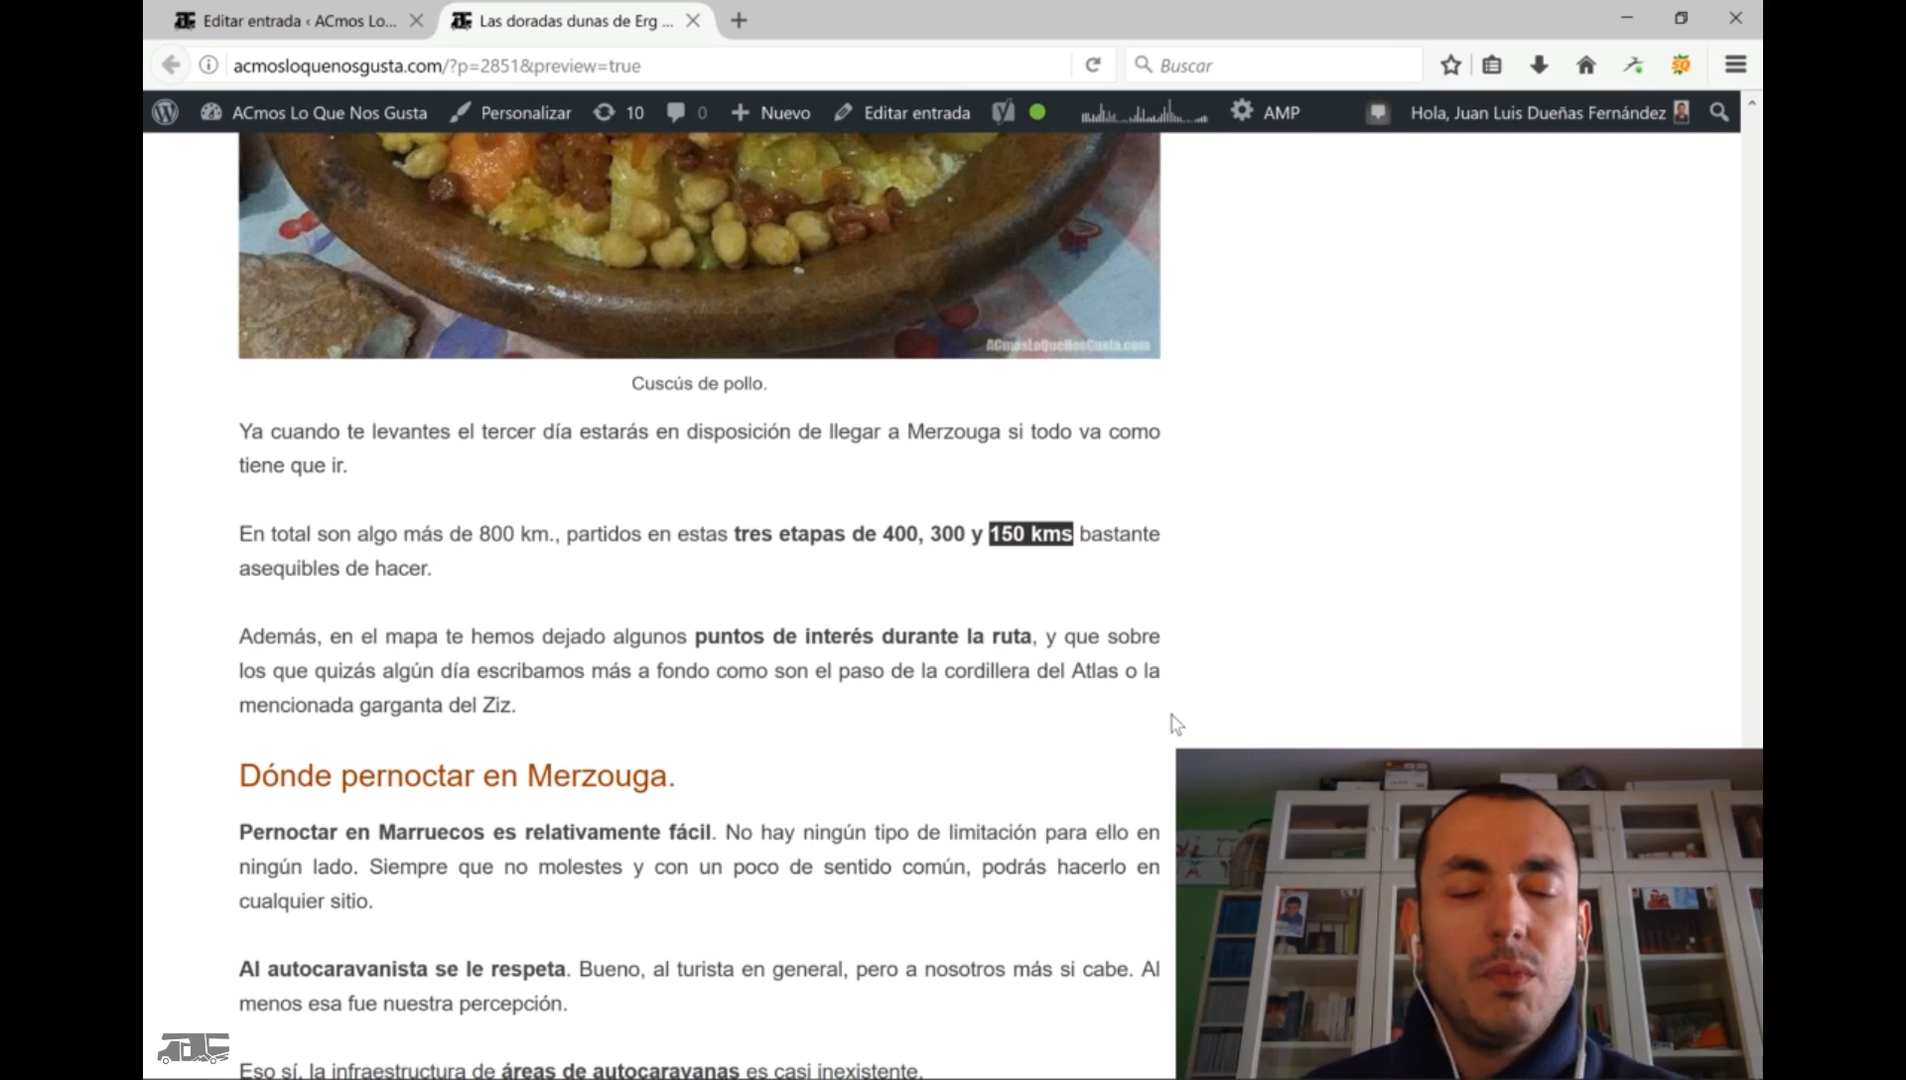 Editar entrada ‹ ACmos Lo...
Las doradas dunas de Erg ...
acmosloquenosgusta.com/?p=2851&preview=true
Buscar
ACmos Lo Que Nos Gusta
Personalizar
10
0
Nuevo
Editar entrada
AMP
Hola, Juan Luis Dueñas Fernández
ACmosLoQueNosGusta.com
Cuscús de pollo.
Ya cuando te levantes el tercer día estarás en disposición de llegar a Merzouga si todo va como
tiene que ir.
En total son algo más de 800 km., partidos en estas tres etapas de 400, 300 y 150 kms bastante
asequibles de hacer.
Además, en el mapa te hemos dejado algunos puntos de interés durante la ruta, y que sobre
los que quizás algún día escribamos más a fondo como son el paso de la cordillera del Atlas o la
mencionada garganta del Ziz.
Dónde pernoctar en Merzouga.
Pernoctar en Marruecos es relativamente fácil. No hay ningún tipo de limitación para ello en
ningún lado. Siempre que no molestes y con un poco de sentido común, podrás hacerlo en
cualquier sitio.
Al autocaravanista se le respeta. Bueno, al turista en general, pero a nosotros más si cabe. Al
menos esa fue nuestra percepción.
Eso sí, la infraestructura de áreas de autocaravanas es casi inexistente.